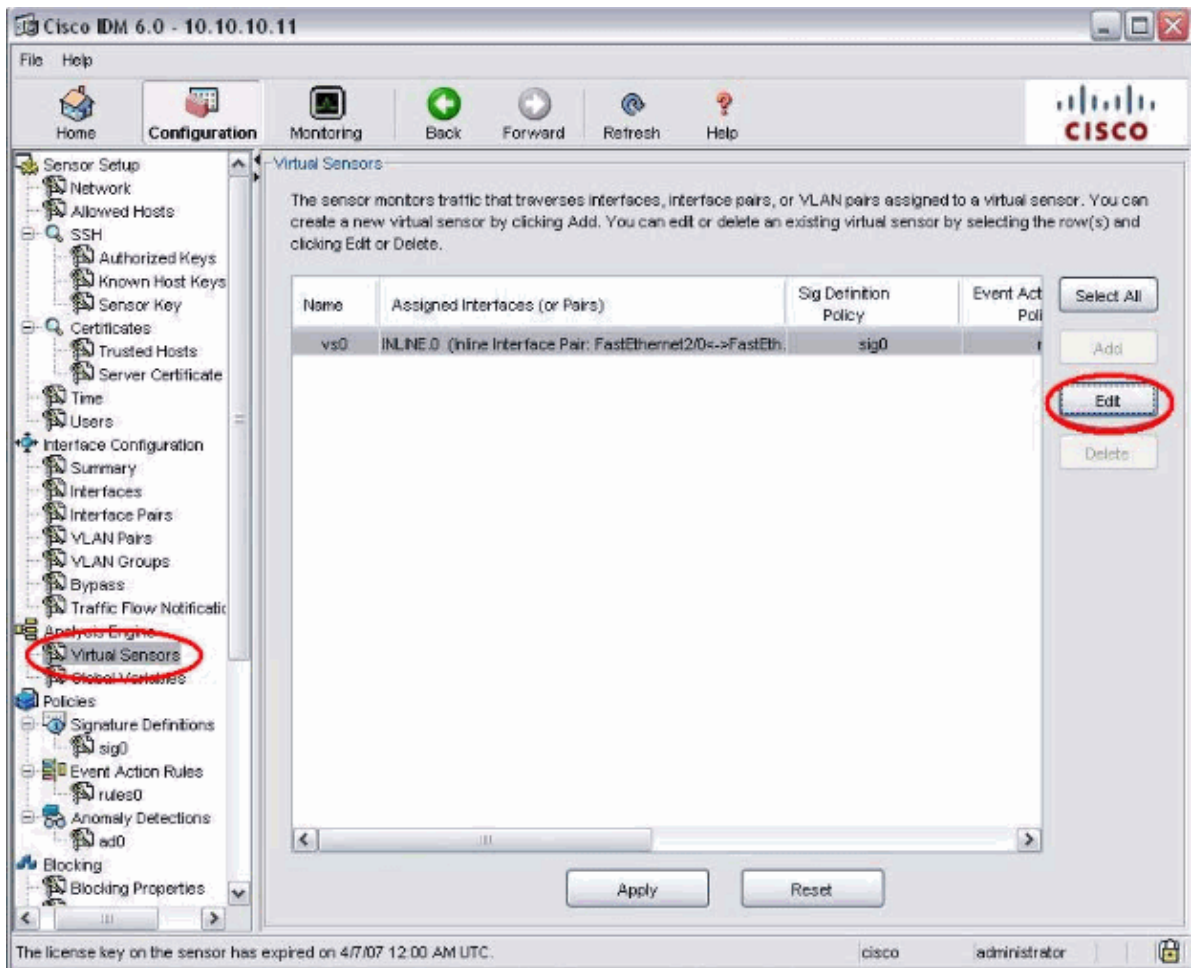 Cisco IDM 6.0 - 10.10.10.11
File Help
Home Configuration Monitoring Back Forward Refresh Help
CISCO
Sensor Setup
Network
Allowed Hosts
SSH
Authorized Keys
Known Host Keys
Sensor Key
Certificates
Trusted Hosts
Server Certificate
Time
Users
Interface Configuration
Summary
Interfaces
Interface Pairs
VLAN Pairs
VLAN Groups
Bypass
Traffic Flow Notificatic
Analysis Engine
Virtual Sensors
Global Variables
Policies
Signature Definitions
sig0
Event Action Rules
rules0
Anomaly Detections
ad0
Blocking
Blocking Properties
Virtual Sensors
The sensor monitors traffic that traverses interfaces, interface pairs, or VLAN pairs assigned to a virtual sensor. You can
create a new virtual sensor by clicking Add. You can edit or delete an existing virtual sensor by selecting the row(s) and
clicking Edit or Delete.
Name Assigned Interfaces (or Pairs) Sig Definition Policy Event Act Poli
vs0 INLINE.0 (Inline Interface Pair: FastEthernet2/0<->FastEth. sig0 r
Select All
Add
Edit
Delete
Apply Reset
The license key on the sensor has expired on 4/7/07 12:00 AM UTC. cisco administrator